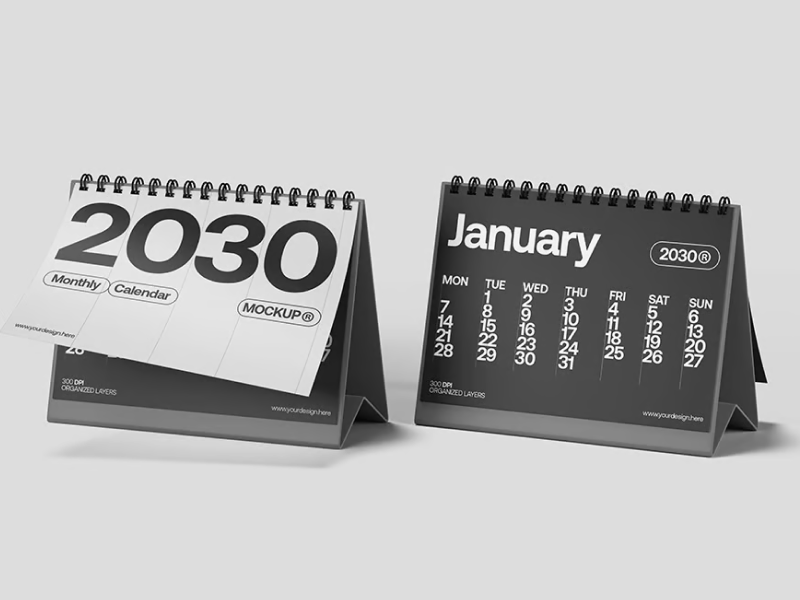 2030
Monthly Calendar
MOCKUP®
www.yourdesign.here
28
300 DPI
ORGANIZED LAYERS
www.yourdesign.here
January
2030®
MON TUE WED THU FRI SAT SUN
1 2 3 4 5 6
7 8 9 10 11 12 13
14 15 16 17 18 19 20
21 22 23 24 25 26 27
28 29 30 31
300 DPI
ORGANIZED LAYERS
www.yourdesign.here